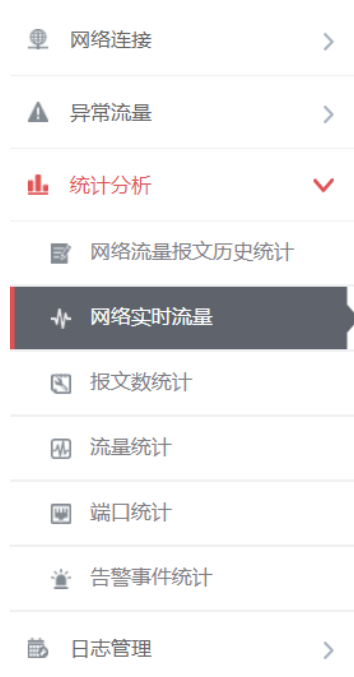 网络连接
异常流量
统计分析
网络流量报文历史统计
网络实时流量
报文数统计
流量统计
端口统计
告警事件统计
日志管理